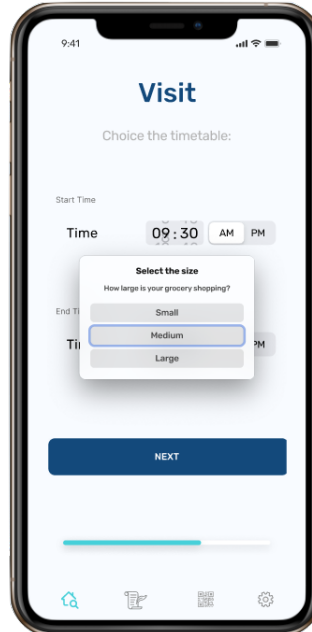 9:41
Visit
Choice the timetable:
Start Time
Time 09 : 30 AM PM
Select the size
How large is your grocery shopping?
End Ti
Small
Medium
Ti PM
Large
NEXT